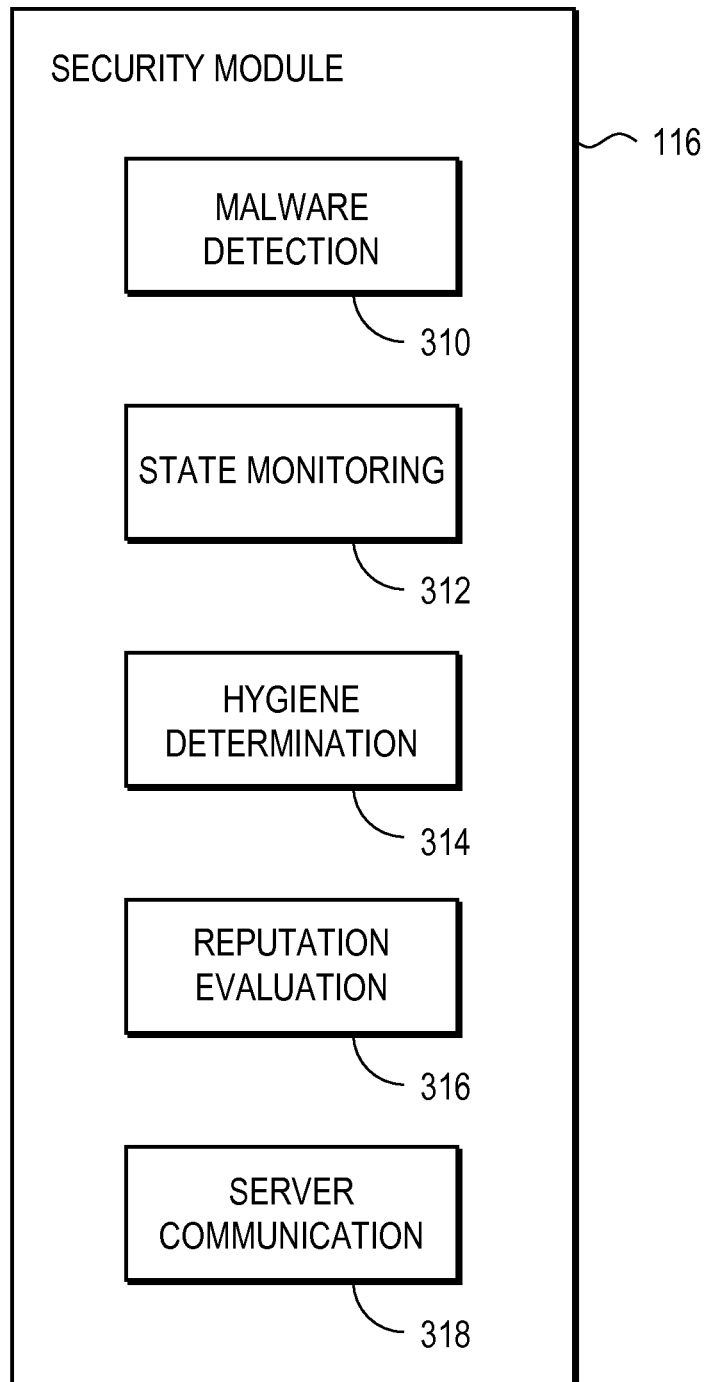 SECURITY MODULE
116
MALWARE
DETECTION
310
STATE MONITORING
312
HYGIENE
DETERMINATION
314
REPUTATION
EVALUATION
316
SERVER
COMMUNICATION
318